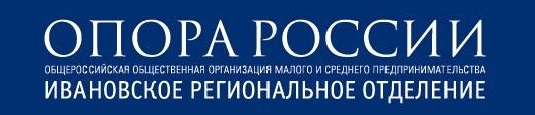 ОПОРА РОССИИ
ОБЩЕРОССИЙСКАЯ ОБЩЕСТВЕННАЯ ОРГАНИЗАЦИЯ МАЛОГО И СРЕДНЕГО ПРЕДПРИНИМАТЕЛЬСТВА
ИВАНОВСКОЕ РЕГИОНАЛЬНОЕ ОТДЕЛЕНИЕ